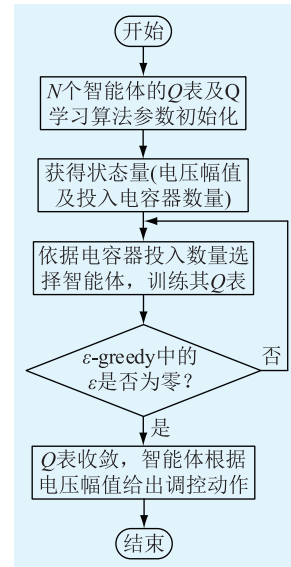 开始
N个智能体的Q表及Q
学习算法参数初始化
获得状态量(电压幅值
及投入电容器数量)
依据电容器投入数量选
择智能体，训练其Q表
ε-greedy中的
ε是否为零？
否
是
Q表收敛，智能体根据
电压幅值给出调控动作
结束